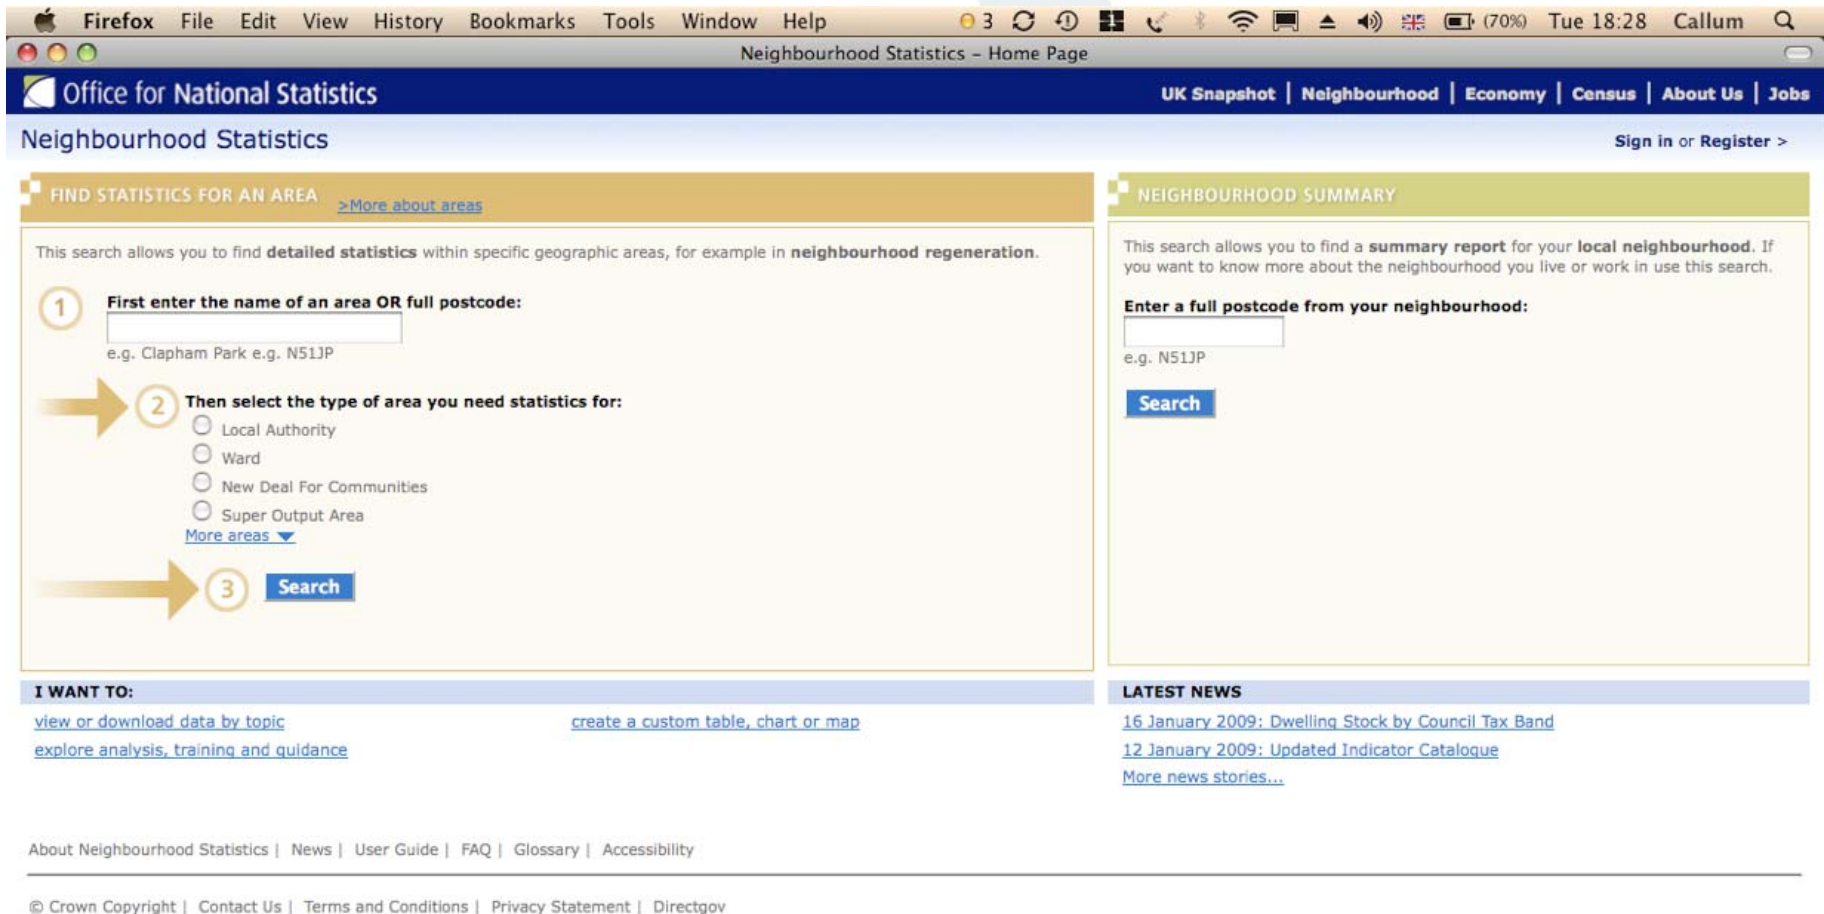 Firefox File Edit View History Bookmarks Tools Window Help 3 (70%) Tue 18:28 Callum
Neighbourhood Statistics – Home Page
Office for National Statistics
UK Snapshot | Neighbourhood | Economy | Census | About Us | Jobs
Neighbourhood Statistics
Sign in or Register >
FIND STATISTICS FOR AN AREA >More about areas
This search allows you to find detailed statistics within specific geographic areas, for example in neighbourhood regeneration.
1 First enter the name of an area OR full postcode:
e.g. Clapham Park e.g. N51JP
2 Then select the type of area you need statistics for:
Local Authority
Ward
New Deal For Communities
Super Output Area
More areas
3 Search
NEIGHBOURHOOD SUMMARY
This search allows you to find a summary report for your local neighbourhood. If
you want to know more about the neighbourhood you live or work in use this search.
Enter a full postcode from your neighbourhood:
e.g. N51JP
Search
I WANT TO:
view or download data by topic
create a custom table, chart or map
explore analysis, training and guidance
LATEST NEWS
16 January 2009: Dwelling Stock by Council Tax Band
12 January 2009: Updated Indicator Catalogue
More news stories...
About Neighbourhood Statistics | News | User Guide | FAQ | Glossary | Accessibility
© Crown Copyright | Contact Us | Terms and Conditions | Privacy Statement | Directgov